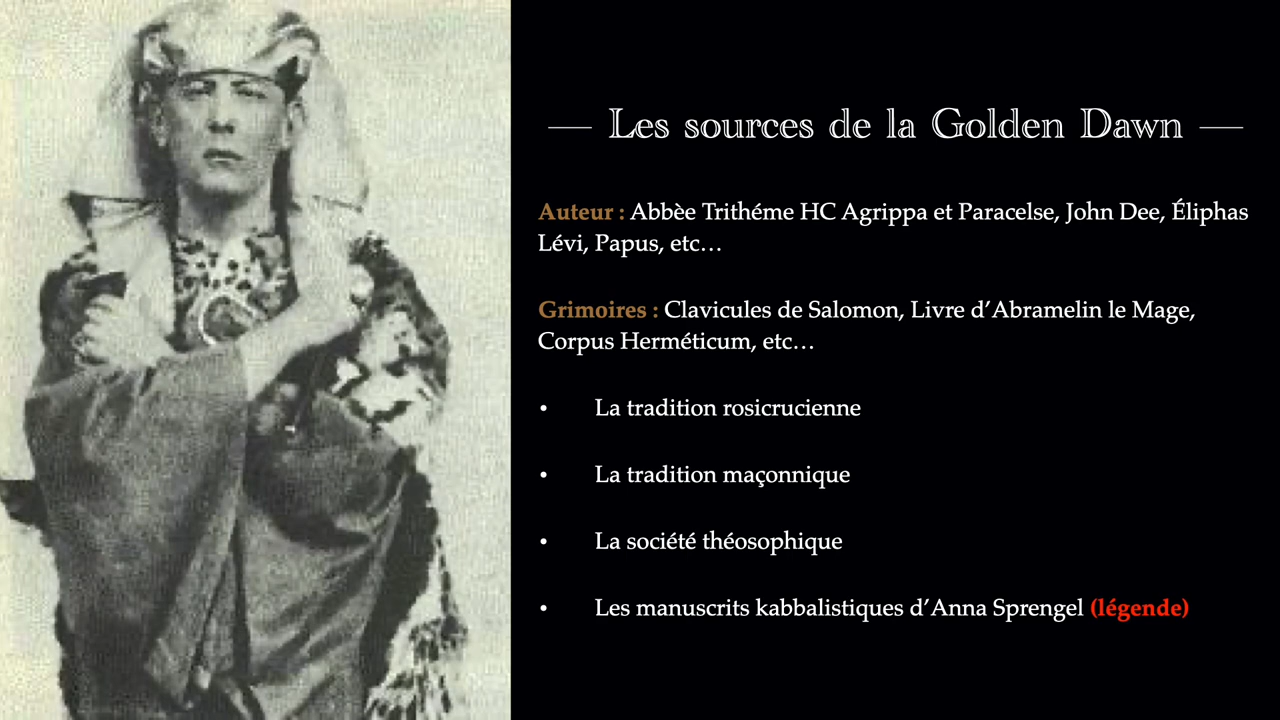 Les sources de la Golden Dawn
Auteur : Abbèe Trithéme HC Agrippa et Paracelse, John Dee, Éliphas
Lévi, Papus, etc…
Grimoires : Clavicules de Salomon, Livre d’Abramelin le Mage,
Corpus Herméticum, etc…
• La tradition rosicrucienne
• La tradition maçonnique
• La société théosophique
• Les manuscrits kabbalistiques d’Anna Sprengel (légende)